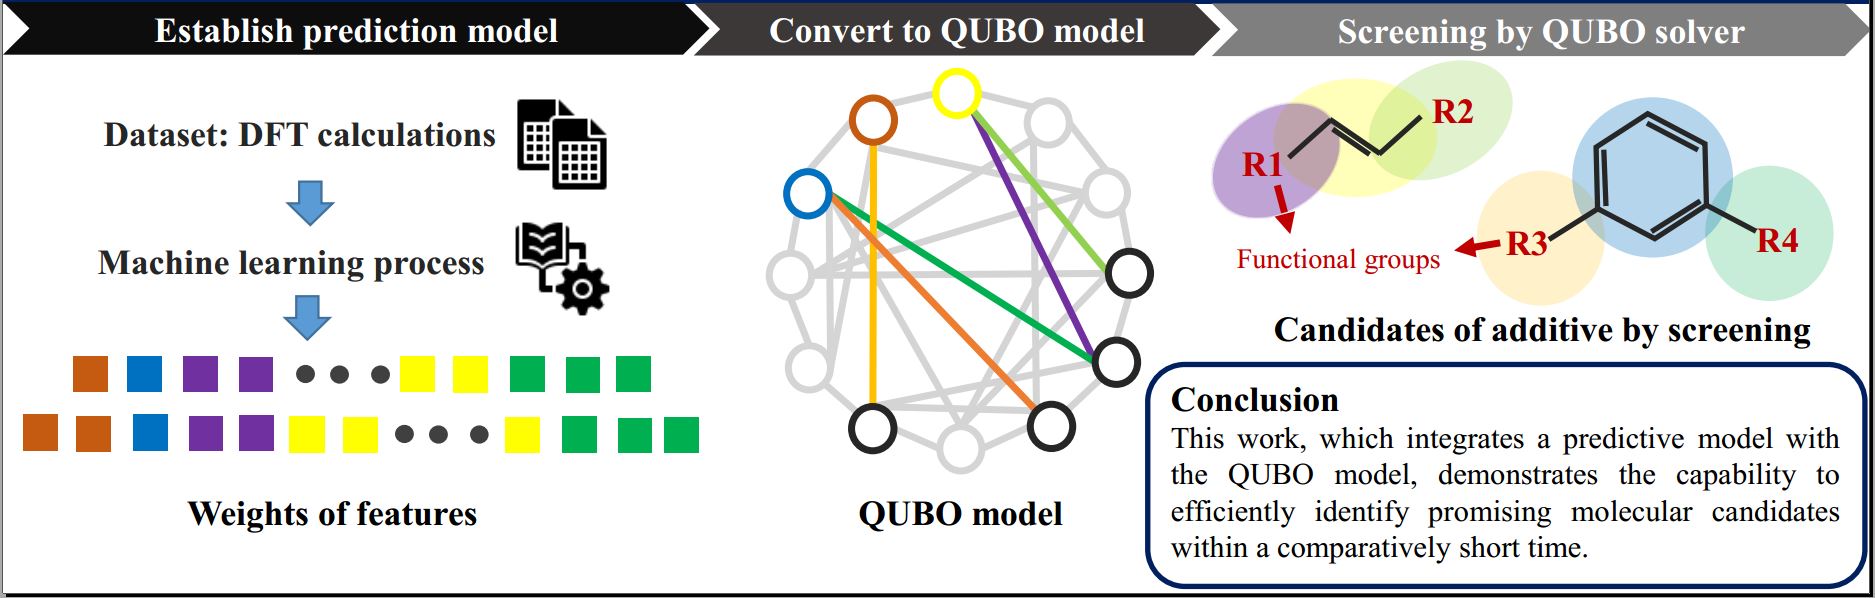 Establish prediction model
Convert to QUBO model
Screening by QUBO solver
Dataset: DFT calculations
Machine learning process
Weights of features
QUBO model
R1
R2
R3
R4
Functional groups
Candidates of additive by screening
Conclusion
This work, which integrates a predictive model with
the QUBO model, demonstrates the capability to
efficiently identify promising molecular candidates
within a comparatively short time.